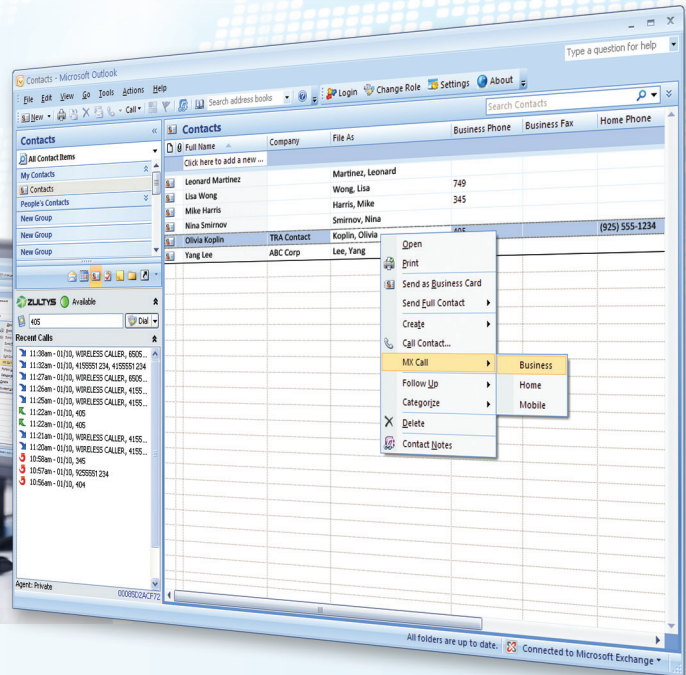 Contacts - Microsoft Outlook
Type a question for help
File Edit View Go Tools Actions Help
New Call Search address books Login Change Role Settings About
Contacts
All Contact Items
My Contacts
Contacts
People's Contacts
New Group
New Group
New Group
ZULTYS Available
405 Dial
Recent Calls
11:38am - 01/10, WIRELESS CALLER, 6505...
11:32am - 01/10, 4155551234, 4155551234
11:27am - 01/10, WIRELESS CALLER, 6505...
11:26am - 01/10, WIRELESS CALLER, 4155...
11:25am - 01/10, WIRELESS CALLER, 4155...
11:22am - 01/10, 405
11:22am - 01/10, 405
11:21am - 01/10, WIRELESS CALLER, 4155...
11:20am - 01/10, WIRELESS CALLER, 4155...
10:58am - 01/10, 345
10:57am - 01/10, 9255551234
10:56am - 01/10, 404
Agent: Private 00085D2ACF72
Contacts Search Contacts
Full Name Company File As Business Phone Business Fax Home Phone
Click here to add a new ...
Leonard Martinez Martinez, Leonard
Lisa Wong Wong, Lisa 749
Mike Harris Harris, Mike 345
Nina Smirnov Smirnov, Nina
Olivia Koplin TRA Contact Koplin, Olivia 405 (925) 555-1234
Yang Lee ABC Corp Lee, Yang
Open
Print
Send as Business Card
Send Full Contact
Create
Call Contact...
MX Call
Follow Up
Categorize
Delete
Contact Notes
Business
Home
Mobile
All folders are up to date. Connected to Microsoft Exchange